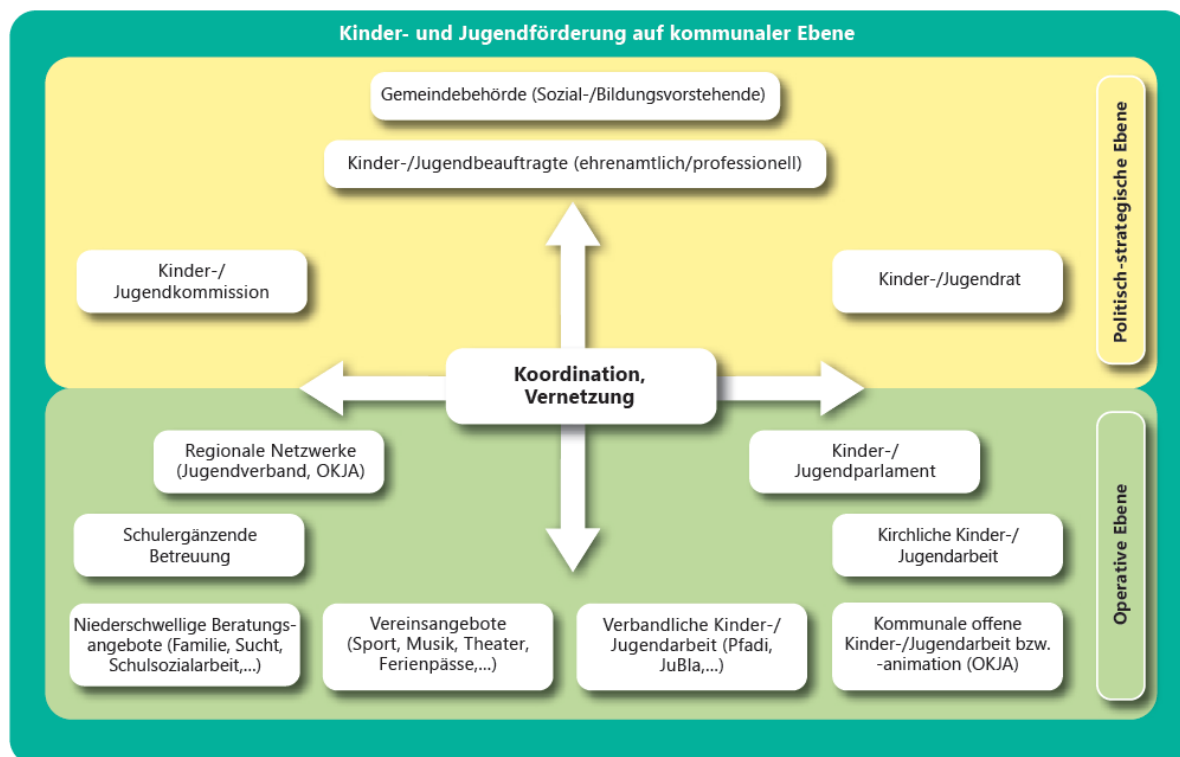 Kinder- und Jugendförderung auf kommunaler Ebene
Gemeindebehörde (Sozial-/Bildungsvorstehende)
Kinder-/Jugendbeauftragte (ehrenamtlich/professionell)
Kinder-/
Jugendkommission
Kinder-/Jugendrat
Politisch-strategische Ebene
Koordination,
Vernetzung
Regionale Netzwerke
(Jugendverband, OKJA)
Kinder-/
Jugendparlament
Schulergänzende
Betreuung
Kirchliche Kinder-/
Jugendarbeit
Operative Ebene
Niederschwellige Beratungs-
angebote (Familie, Sucht,
Schulsozialarbeit,...)
Vereinsangebote
(Sport, Musik, Theater,
Ferienpässe,...)
Verbandliche Kinder-/
Jugendarbeit (Pfadi,
JuBla,...)
Kommunale offene
Kinder-/Jugendarbeit bzw.
-animation (OKJA)